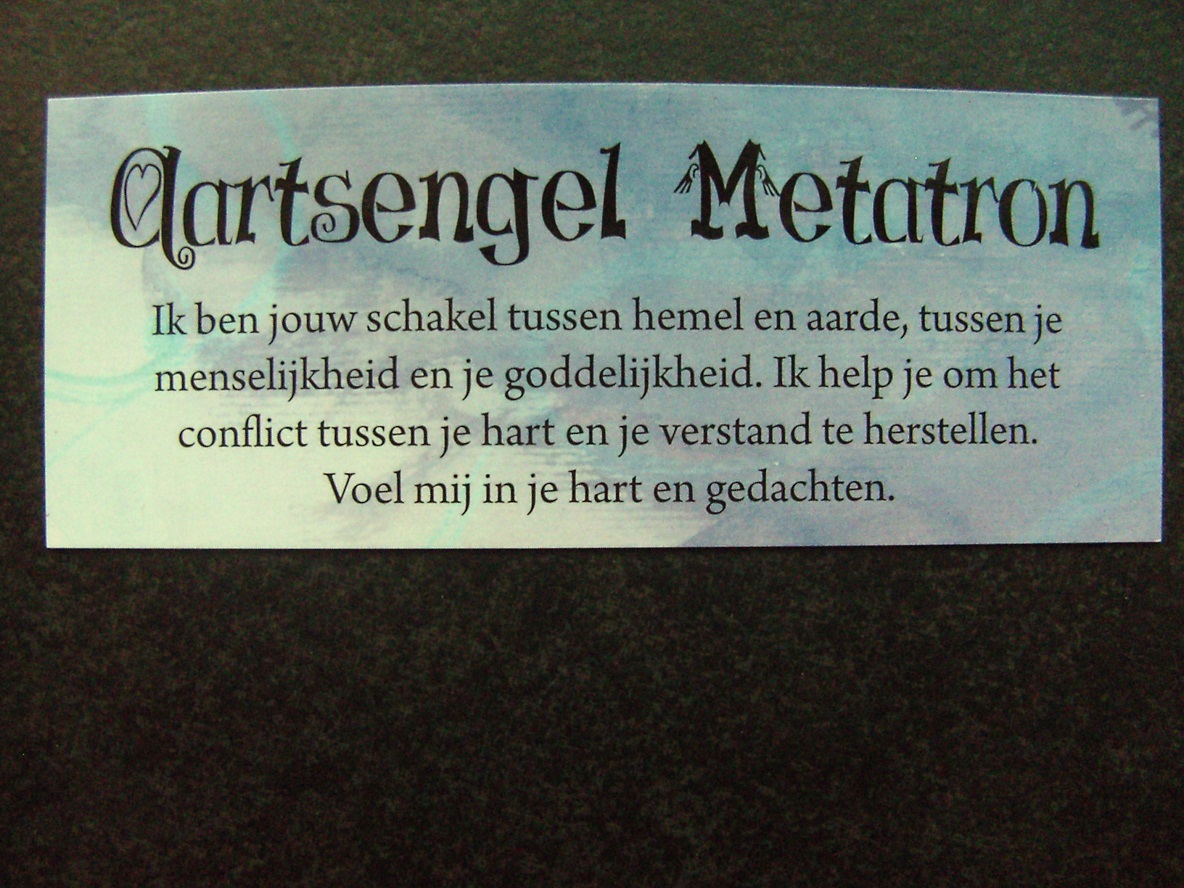 Aartsengel Metatron
Ik ben jouw schakel tussen hemel en aarde, tussen je
menselijkheid en je goddelijkheid. Ik help je om het
conflict tussen je hart en je verstand te herstellen.
Voel mij in je hart en gedachten.